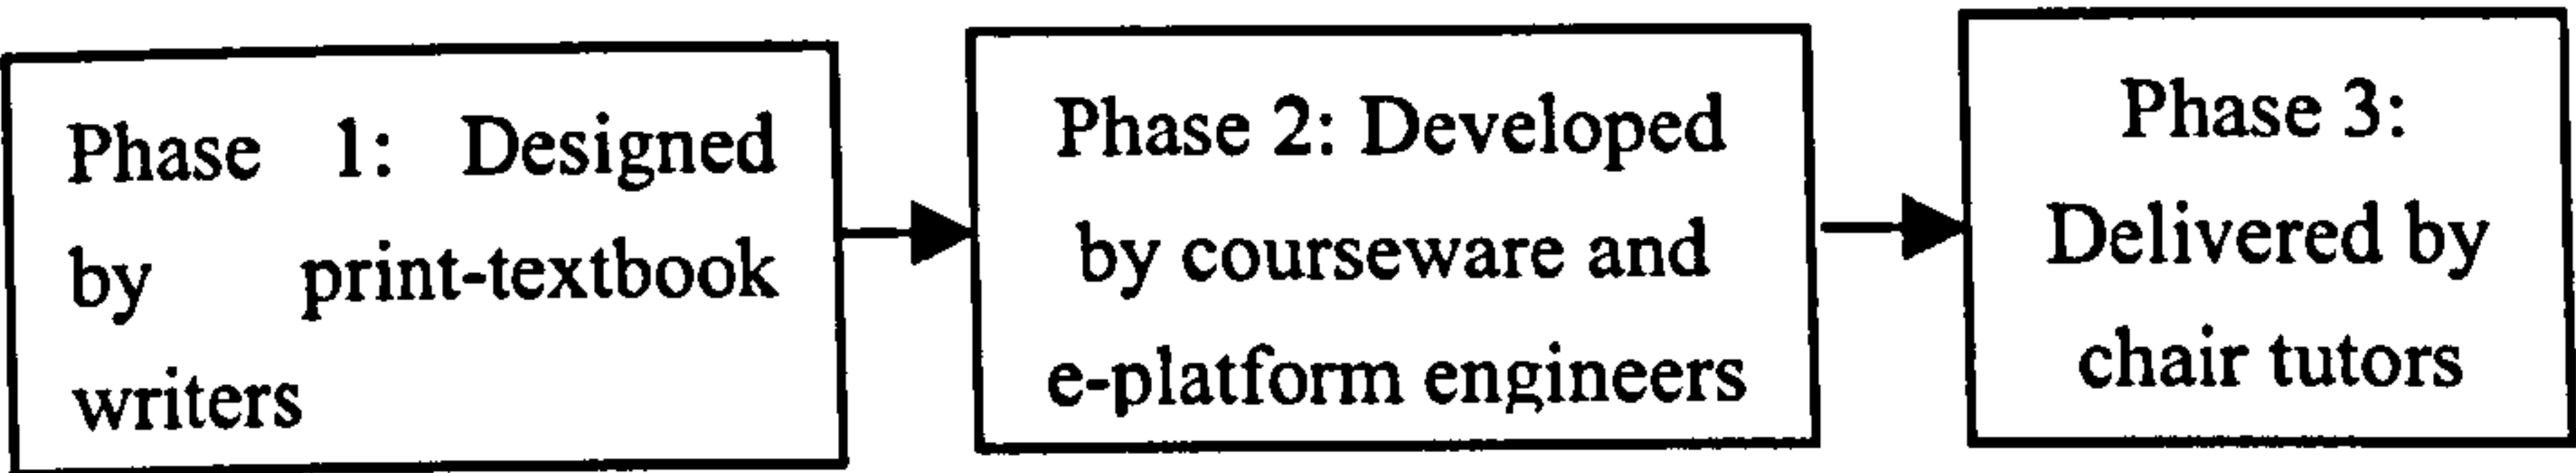 Phase 1: Designed
by print-textbook
writers
Phase 2: Developed
by courseware and
e-platform engineers
Phase 3:
Delivered by
chair tutors